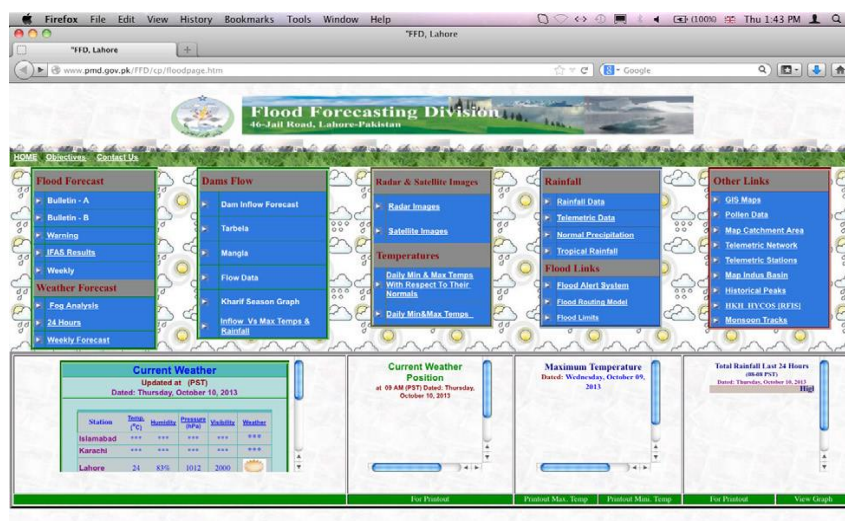 Firefox File Edit View History Bookmarks Tools Window Help
(100%) Thu 1:43 PM
"FFD, Lahore
"FFD, Lahore
www.pmd.gov.pk/FFD/cp/floodpage.htm
Google
Flood Forecasting Division
46-Jail Road, Lahore-Pakistan
HOME Objectives Contact Us
Flood Forecast
Bulletin - A
Bulletin - B
Warning
IFAS Results
Weekly
Weather Forecast
Fog Analysis
24 Hours
Weekly Forecast
Dams Flow
Dam Inflow Forecast
Tarbela
Mangla
Flow Data
Kharif Season Graph
Inflow Vs Max Temps &
Rainfall
Radar & Satellite Images
Radar Images
Satellite Images
Temperatures
Daily Min & Max Temps
With Respect To Their
Normals
Daily Min&Max Temps
Rainfall
Rainfall Data
Telemetric Data
Normal Precipitation
Tropical Rainfall
Flood Links
Flood Alert System
Flood Routing Model
Flood Limits
Other Links
GIS Maps
Pollen Data
Map Catchment Area
Telemetric Network
Telemetric Stations
Map Indus Basin
Historical Peaks
HKH_HYCOS [RFIS]
Monsoon Tracks
Current Weather
Updated at (PST)
Dated: Thursday, October 10, 2013
Station Temp. (°C) Humidity Pressure (hPa) Visibility Weather
Islamabad *** *** *** *** ***
Karachi *** *** *** *** ***
Lahore 24 83% 1012 2000
Current Weather
Position
at 09 AM (PST) Dated: Thursday,
October 10, 2013
For Printout
Maximum Temperature
Dated: Wednesday, October 09,
2013
Printout Max. Temp Printout Mini. Temp
Total Rainfall Last 24 Hours
(08-08 PST)
Dated: Thursday, October 10, 2013
Higl
For Printout View Graph